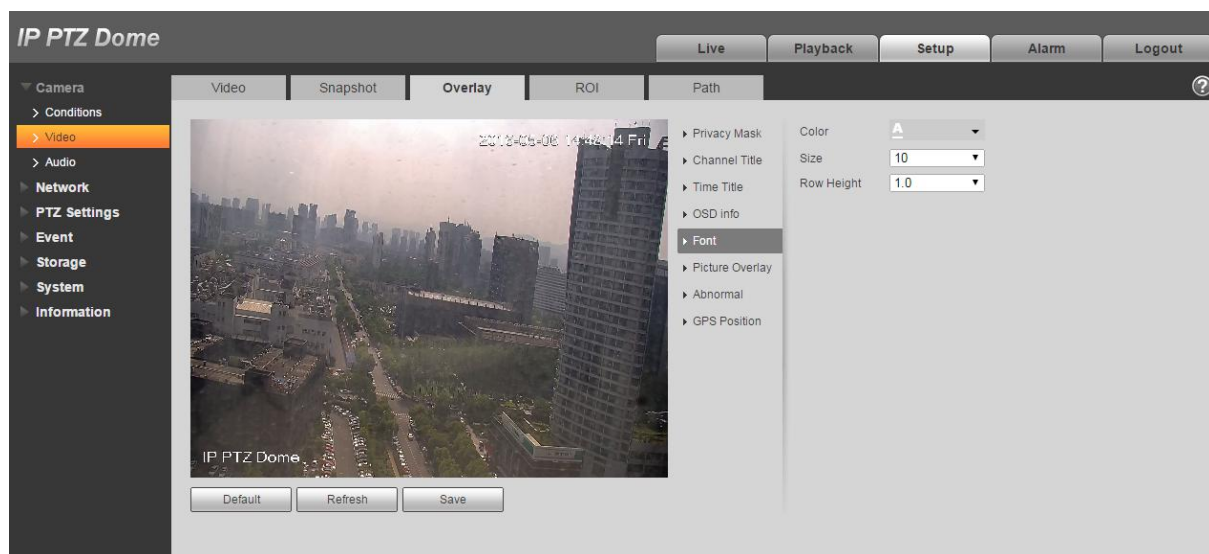 IP PTZ Dome
Live Playback Setup Alarm Logout
Camera
Conditions
Video
Audio
Network
PTZ Settings
Event
Storage
System
Information
Video Snapshot Overlay ROI Path
?
Fri
IP PTZ Dome
Default Refresh Save
Privacy Mask
Channel Title
Time Title
OSD info
Font
Picture Overlay
Abnormal
GPS Position
Color A
Size 10
Row Height 1.0